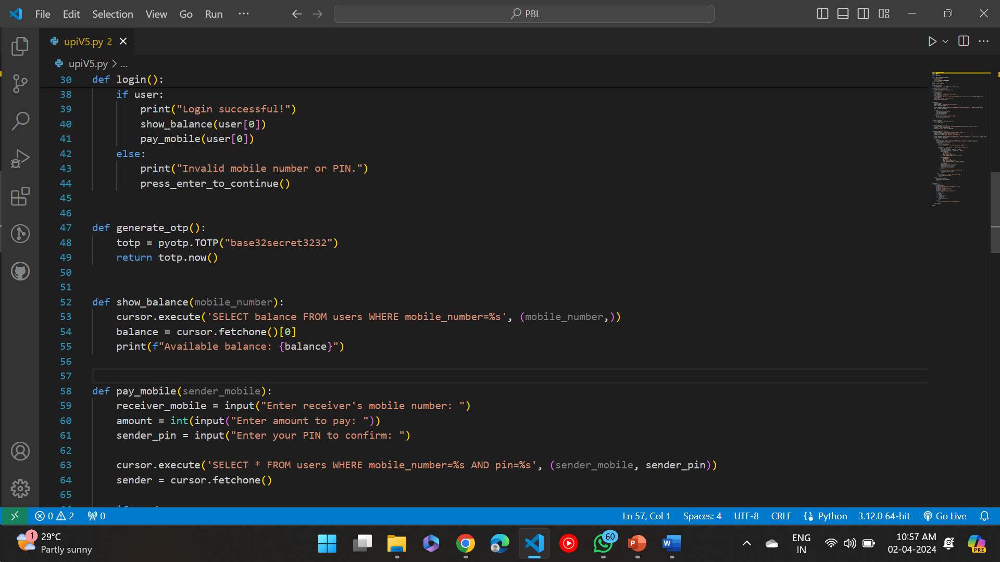 File Edit Selection View Go Run ··· PBL
upiV5.py 2
upiV5.py > ...
30 def login():
38 if user:
39 print("Login successful!")
40 show_balance(user[0])
41 pay_mobile(user[0])
42 else:
43 print("Invalid mobile number or PIN.")
44 press_enter_to_continue()
45
46
47 def generate_otp():
48 totp = pyotp.TOTP("base32secret3232")
49 return totp.now()
50
51
52 def show_balance(mobile_number):
53 cursor.execute('SELECT balance FROM users WHERE mobile_number=%s', (mobile_number,))
54 balance = cursor.fetchone()[0]
55 print(f"Available balance: {balance}")
56
57
58 def pay_mobile(sender_mobile):
59 receiver_mobile = input("Enter receiver's mobile number: ")
60 amount = int(input("Enter amount to pay: "))
61 sender_pin = input("Enter your PIN to confirm: ")
62
63 cursor.execute('SELECT * FROM users WHERE mobile_number=%s AND pin=%s', (sender_mobile, sender_pin))
64 sender = cursor.fetchone()
65
0 2 0 Ln 57, Col 1 Spaces: 4 UTF-8 CRLF Python 3.12.0 64-bit Go Live
1 29°C
Partly sunny
60
ENG
IN
10:57 AM
02-04-2024
PRE